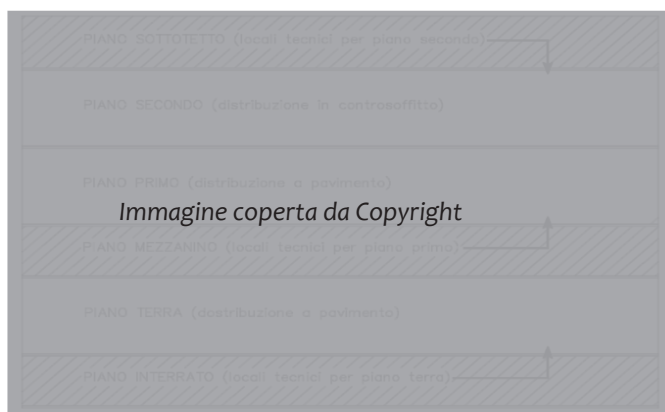 PIANO SOTTOTETTO (locali tecnici per piano secondo)
PIANO SECONDO (distribuzione in controsoffitto)
PIANO PRIMO (distribuzione a pavimento)
Immagine coperta da Copyright
PIANO MEZZANINO (locali tecnici per piano primo)
PIANO TERRA (dostribuzione a pavimento)
PIANO INTERRATO (locali tecnici per piano terra)